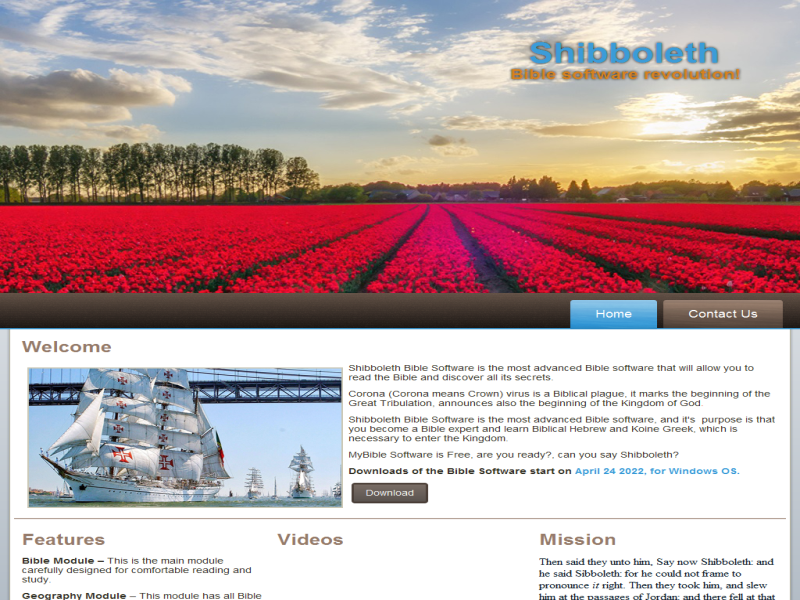 Shibboleth
Bible software revolution!
Home
Contact Us
Welcome
Shibboleth Bible Software is the most advanced Bible software that will allow you to
read the Bible and discover all its secrets.
Corona (Corona means Crown) virus is a Biblical plague, it marks the beginning of the
Great Tribulation, announces also the beginning of the Kingdom of God.
Shibboleth Bible Software is the most advanced Bible software, and it's  purpose is that
you become a Bible expert and learn Biblical Hebrew and Koine Greek, which is
necessary to enter the Kingdom.
MyBible Software is Free, are you ready?, can you say Shibboleth?
Downloads of the Bible Software start on April 24 2022, for Windows OS.
Download
Features
Bible Module – This is the main module
carefully designed for comfortable reading and
study.
Geography Module – This module has all Bible
Videos
Mission
Then said they unto him, Say now Shibboleth: and
he said Sibboleth: for he could not frame to
pronounce it right. Then they took him, and slew
him at the passages of Jordan: and there fell at that